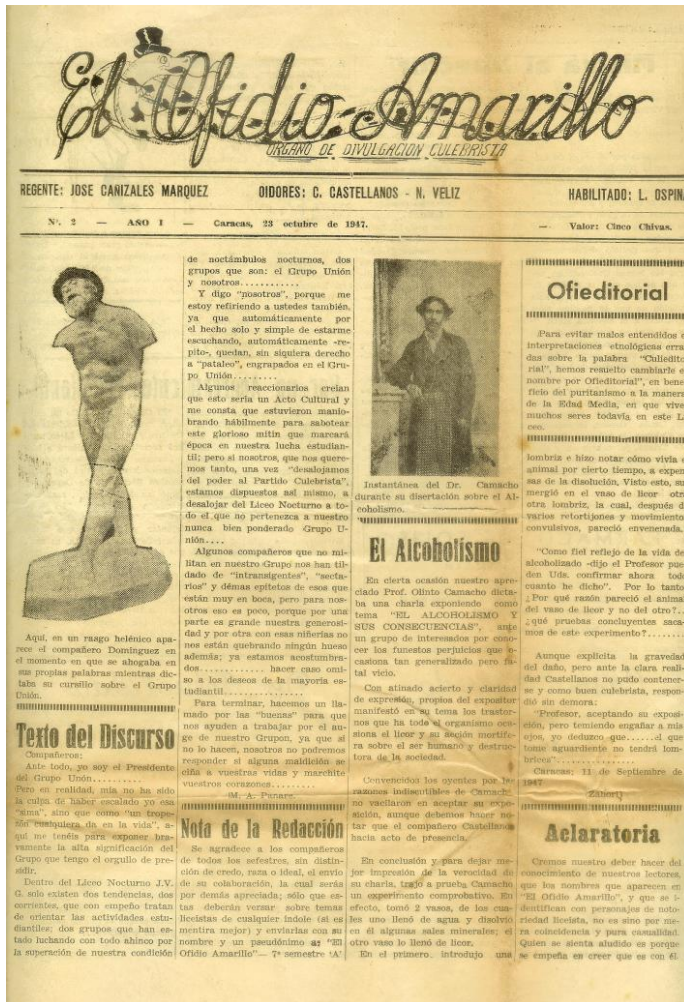 El Ofidio Amarillo
ORGANO DE DIVULGACION CULEBRISTA
REGENTE: JOSE CAÑIZALES MARQUEZ
OIDORES: C. CASTELLANOS - N. VELIZ
HABILITADO: L. OSPINA
Nº. 2 — AÑO I — Caracas, 23 octubre de 1947. — Valor: Cinco Chivas.
Aquí, en un rasgo helénico apa-
rece el compañero Domínguez en
el momento en que se ahogaba en
sus propias palabras mientras dic-
taba su cursillo sobre el Grupo
Unión.
Texto del Discurso
Compañeros:
Ante todo, yo soy el Presidente
del Grupo Unón.....
Pero en realidad, mía no ha sido
la culpa de haber escalado yo esa
"sima", sino que como "un trope-
zón cualquiera da en la vida", a-
quí me tenéis para exponer bra-
vamente la alta significación del
Grupo que tengo el orgullo de pre-
sidir.
Dentro del Liceo Nocturno J.V.
G. solo existen dos tendencias, dos
corrientes, que con empeño tratan
de orientar las actividades estu-
diantiles; dos grupos que han es-
tado luchando con todo ahínco por
la superación de nuestra condición
de noctámbulos nocturnos, dos
grupos que son: el Grupo Unión
y nosotros............
Y digo "nosotros", porque me
estoy refiriendo a ustedes también,
ya que automáticamente por
el hecho solo y simple de estarme
escuchando, automáticamente -re-
pito-, quedan, sin siquiera derecho
a "pataleo", engrapados en el Gru-
po Unión.........
Algunos reaccionarios creían
que esto sería un Acto Cultural y
me consta que estuvieron manio-
brando hábilmente para sabotear
este glorioso mitin que marcará
época en nuestra lucha estudian-
til; pero si nosotros, que nos quere-
mos tanto, una vez "desalojamos
del poder al Partido Culebrista",
estamos dispuestos así mismo, a
desalojar del Liceo Nocturno a to-
do el que no pertenezca a nuestro
nunca bien ponderado Grupo U-
nión....
Algunos compañeros que no mi-
litan en nuestro Grupo nos han til-
dado de "intransigentes", "secta-
rios" y démas epítetos de esos que
están muy en boca, pero para nos-
otros eso es poco, porque por una
parte es grande nuestra generosi-
dad y por otra con esas niñerías no
nos están quebrando ningún hueso
además; ya estamos acostumbra-
dos............ hacer caso omi-
so a los deseos de la mayoría es-
tudiantil...............
Para terminar, hacemos un lla-
mado por las "buenas" para que
nos ayuden a trabajar por el au-
ge de nuestro Grupon, ya que si
no lo hacen, nosotros no podremos
responder si alguna maldición se
ciña a vuestras vidas y marchite
vuestros corazones.........
(M. A. Panare.
Nota de la Redacción
Se agradece a los compañeros
de todos los sefestres, sin distin-
ción de credo, raza o ideal, el envío
de su colaboración, la cual serás
por demás apreciada; sólo que es-
tas deberán versar sobre temas
liceistas de cualquier índole (si es
mentira mejor) y enviarlas con su
nombre y un pseudónimo a: "El
Ofidio Amarillo"— 7º semestre 'A'
Instantánea del Dr. Camacho
durante su disertación sobre el Al-
coholismo.
El Alcoholismo
En cierta ocasión nuestro apre-
ciado Prof. Olinto Camacho dicta-
ba una charla exponiendo como
tema "EL ALCOHOLISMO Y
SUS CONSECUENCIAS", ante
un grupo de interesados por cono-
cer los funestos perjuicios que o-
casiona tan generalizado pero fa-
tal vicio.
Con atinado acierto y claridad
de expresión, propios del expositor
manifestó en su tema los trastor-
nos que ha todo el organismo oca-
siona el licor y su acción mortífe-
ra sobre el ser humano y destruc-
tora de la sociedad.
Convencidos los oyentes por las
razones indiscutibles de Camacho
no vacilaron en aceptar su expo-
sición, aunque debemos hacer no-
tar que el compañero Castellanos
hacía acto de presencia.
En conclusión y para dejar me-
jor impresión de la verocidad de
su charla, trajo a prueba Camacho
un experimento comprobativo. En
efecto, tomó 2 vasos, de los cua-
les uno llenó de agua y disolvió
en él algunas sales minerales; el
otro vaso lo llenó de licor.
En el primero, introdujo una
Ofieditorial
Para evitar malos entendidos e
interpretaciones etnológicas erra-
das sobre la palabra "Culiedito
rial", hemos resuelto cambiarle el
nombre por Ofieditorial", en bene
ficio del puritanismo a la manera
de la Edad Media, en que vive
muchos seres todavía en este Li
ceo.
lombriz e hizo notar cómo vivía el
animal por cierto tiempo, a expen
sas de la disolución, Visto esto, su
mergió en el vaso de licor otr
otra lombriz, la cual, después d
varios retortijones y movimiento
convulsivos, pareció envenenada.
"Como fiel reflejo de la vida de
alcoholizado -dijo el Profesor pue
den Uds. confirmar ahora tod
cuanto he dicho". Por lo tanto
¿Por qué razón pareció el animal
del vaso de licor y no del otro?..
¿qué pruebas concluyentes saca
mos de este experimento?.......
Aunque explicita la gravedad
del daño, pero ante la clara reali-
dad Castellanos no pudo contener-
se y como buen culebrista, respon-
dió sin demora:
"Profesor, aceptando su exposi-
ción, pero teniendo engañar a mis
ojos, yo deduzco que......el que
tome aguardiente no tendrá lom-
brices"............
Caracas; 11 de Septiembre de
1947
Aclaratoria
Creemos nuestro deber hacer del
conocimiento de nuestros lectores,
que los nombres que aparecen en
"El Ofidio Amarillo", y que se i-
dentifican con personajes de noto-
riedad liceista, no es sino por me-
ra coincidencia y pura casualidad.
Quien se sienta aludido es porque
se empeña en creer que es con él.